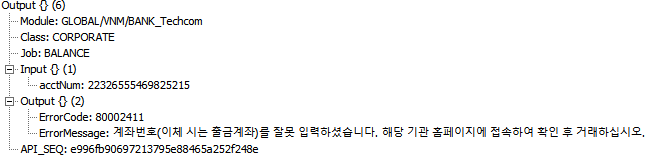 Output {} (6)
Module: GLOBAL/VNM/BANK_Techcom
Class: CORPORATE
Job: BALANCE
Input {} (1)
acctNum: 22326555469825215
Output {} (2)
ErrorCode: 80002411
ErrorMessage: 계좌번호(이체 시는 출금계좌)를 잘못 입력하셨습니다. 해당 기관 홈페이지에 접속하여 확인 후 거래하십시오.
API_SEQ: e996fb90697213795e88465a252f248e